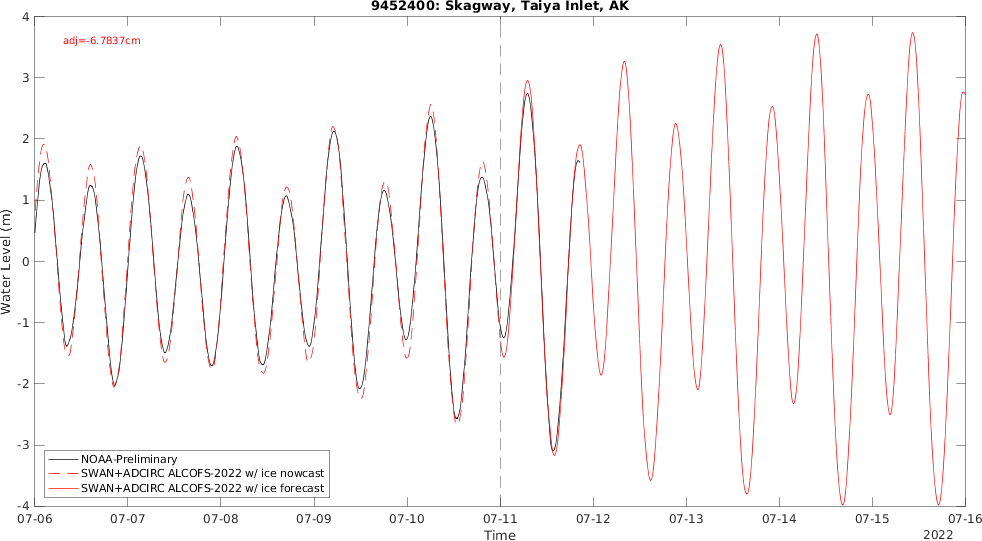 9452400: Skagway, Taiya Inlet, AK
adj=-6.7837cm
Water Level (m)
4
3
2
1
0
-1
-2
-3
-4
NOAA-Preliminary
SWAN+ADCIRC ALCOFS-2022 w/ ice nowcast
SWAN+ADCIRC ALCOFS-2022 w/ ice forecast
07-06 07-07 07-08 07-09 07-10 07-11 07-12 07-13 07-14 07-15 07-16
Time
2022